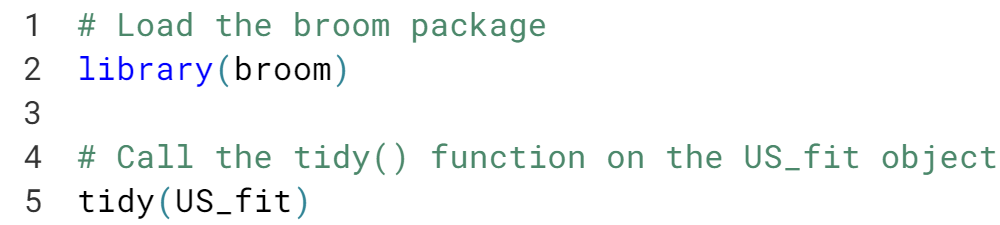 1 # Load the broom package
2 library(broom)
3
4 # Call the tidy() function on the US_fit object
5 tidy(US_fit)